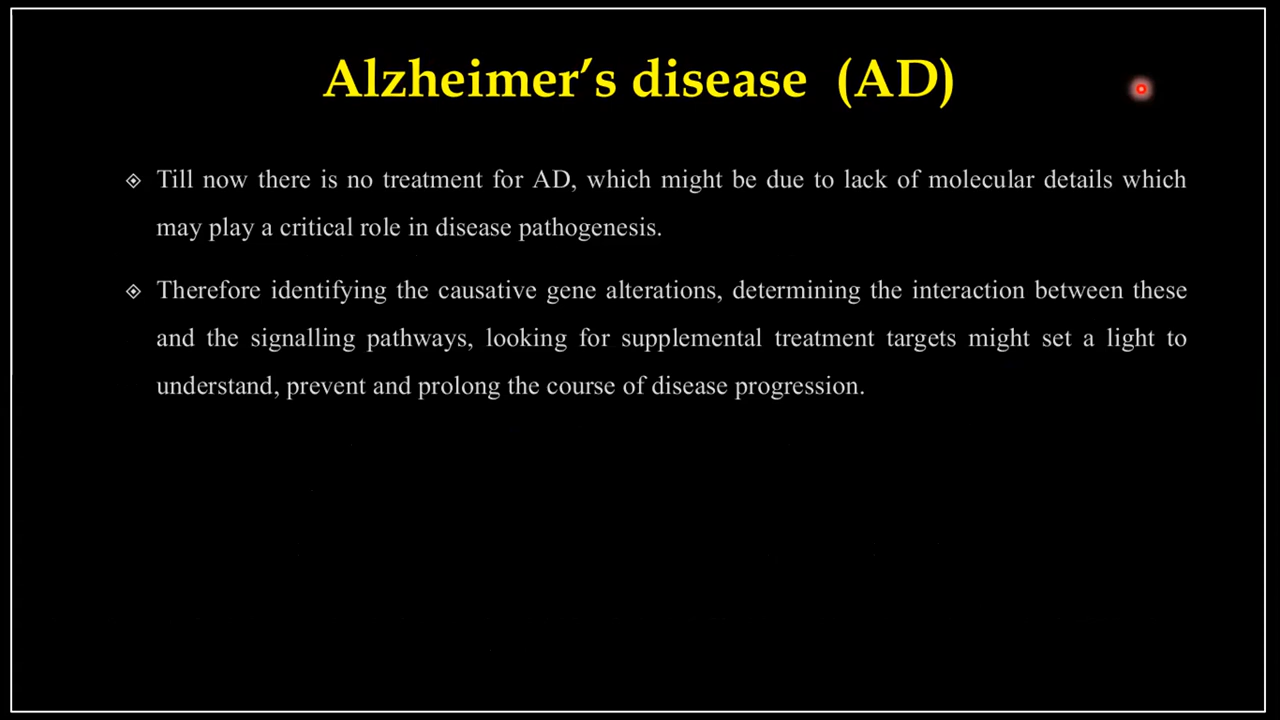 Alzheimer’s disease (AD)
Till now there is no treatment for AD, which might be due to lack of molecular details which
may play a critical role in disease pathogenesis.
Therefore identifying the causative gene alterations, determining the interaction between these
and the signalling pathways, looking for supplemental treatment targets might set a light to
understand, prevent and prolong the course of disease progression.